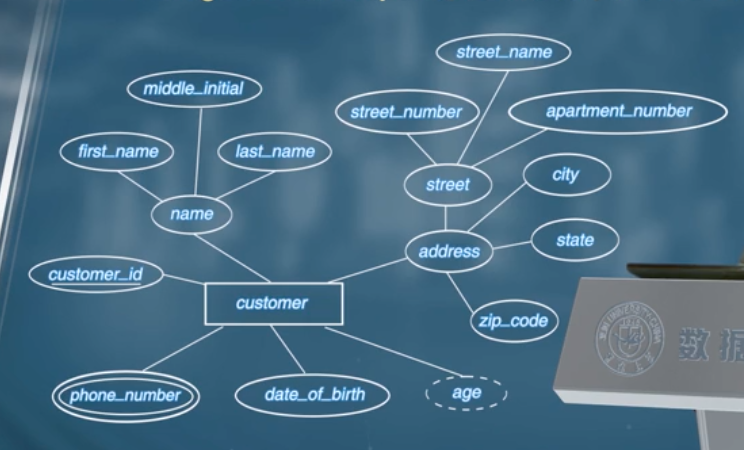 street_name
middle_initial
street_number
apartment_number
first_name
last_name
city
street
name
state
address
customer_id
customer
zip_code
phone_number
date_of_birth
age
数据